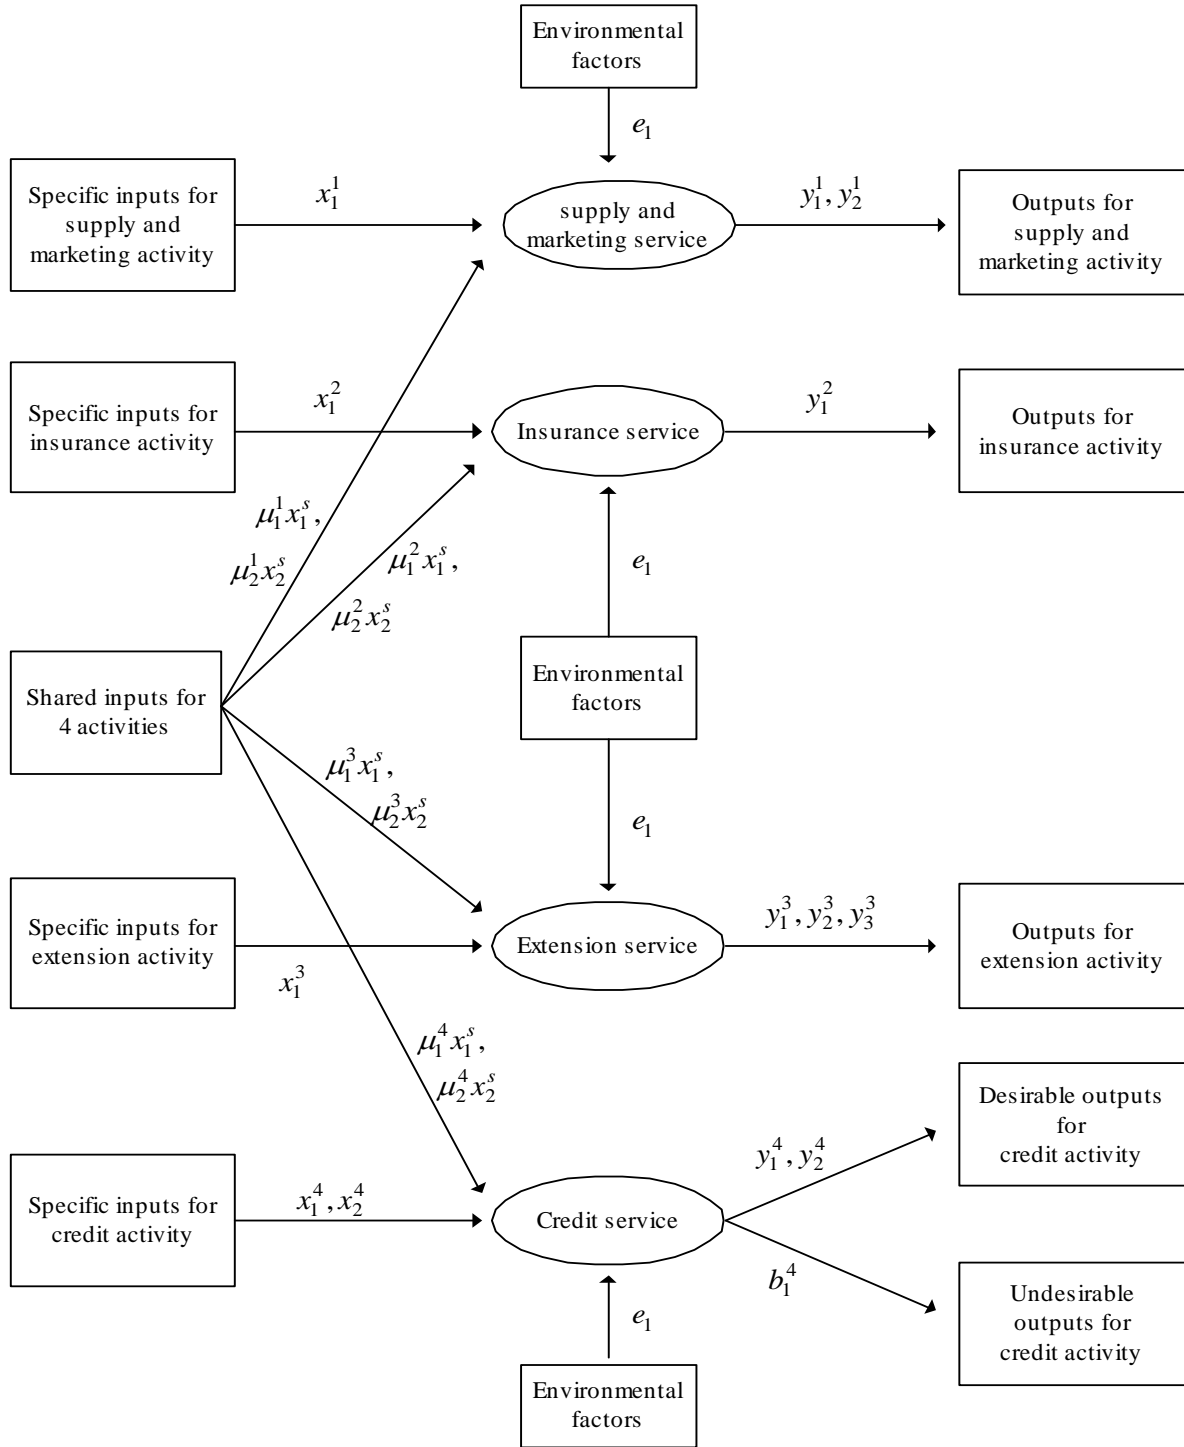 Environmental
factors
e₁
Specific inputs for
supply and
marketing activity
x₁¹
supply and
marketing service
y₁¹, y₂¹
Outputs for
supply and
marketing activity
Specific inputs for
insurance activity
x₁²
Insurance service
y₁²
Outputs for
insurance activity
μ₁¹x₁ˢ,
μ₂¹x₂ˢ
μ₁²x₁ˢ,
μ₂²x₂ˢ
e₁
Shared inputs for
4 activities
Environmental
factors
μ₁³x₁ˢ,
μ₂³x₂ˢ
e₁
Specific inputs for
extension activity
x₁³
Extension service
y₁³, y₂³, y₃³
Outputs for
extension activity
μ₁⁴x₁ˢ,
μ₂⁴x₂ˢ
Specific inputs for
credit activity
x₁⁴, x₂⁴
Credit service
y₁⁴, y₂⁴
Desirable outputs
for
credit activity
b₁⁴
Undesirable
outputs for
credit activity
e₁
Environmental
factors